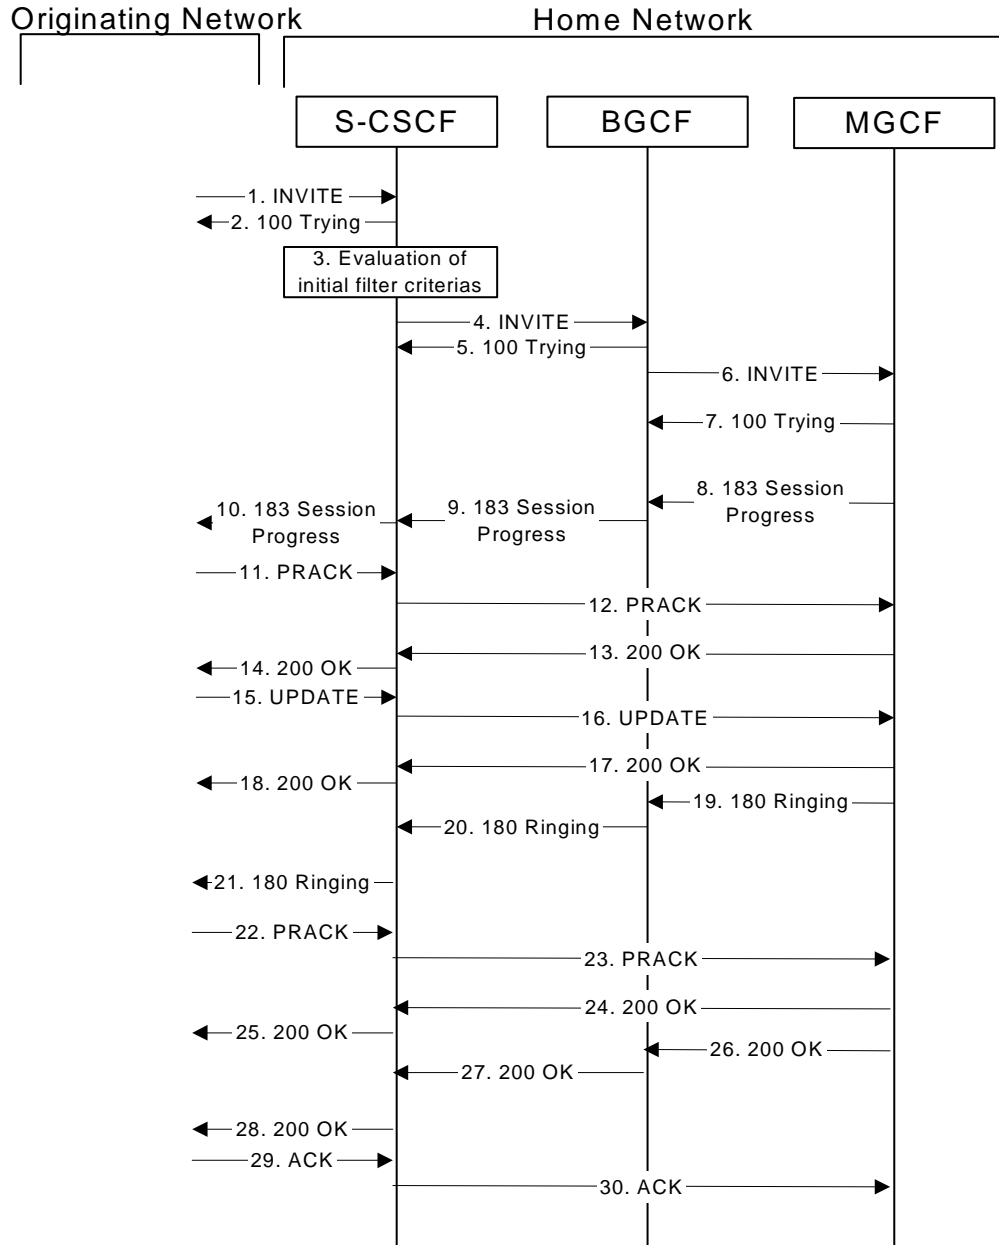 Originating Network
Home Network
S-CSCF
BGCF
MGCF
1. INVITE
2. 100 Trying
3. Evaluation of
initial filter criterias
4. INVITE
5. 100 Trying
6. INVITE
7. 100 Trying
8. 183 Session
Progress
9. 183 Session
Progress
10. 183 Session
Progress
11. PRACK
12. PRACK
13. 200 OK
14. 200 OK
15. UPDATE
16. UPDATE
17. 200 OK
18. 200 OK
19. 180 Ringing
20. 180 Ringing
21. 180 Ringing
22. PRACK
23. PRACK
24. 200 OK
25. 200 OK
26. 200 OK
27. 200 OK
28. 200 OK
29. ACK
30. ACK